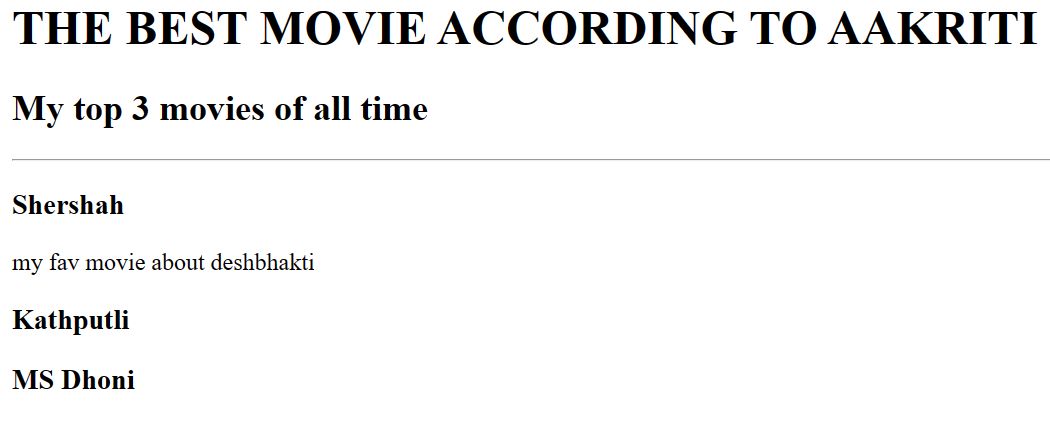 THE BEST MOVIE ACCORDING TO AAKRITI
My top 3 movies of all time
Shershah
my fav movie about deshbhakti
Kathputli
MS Dhoni